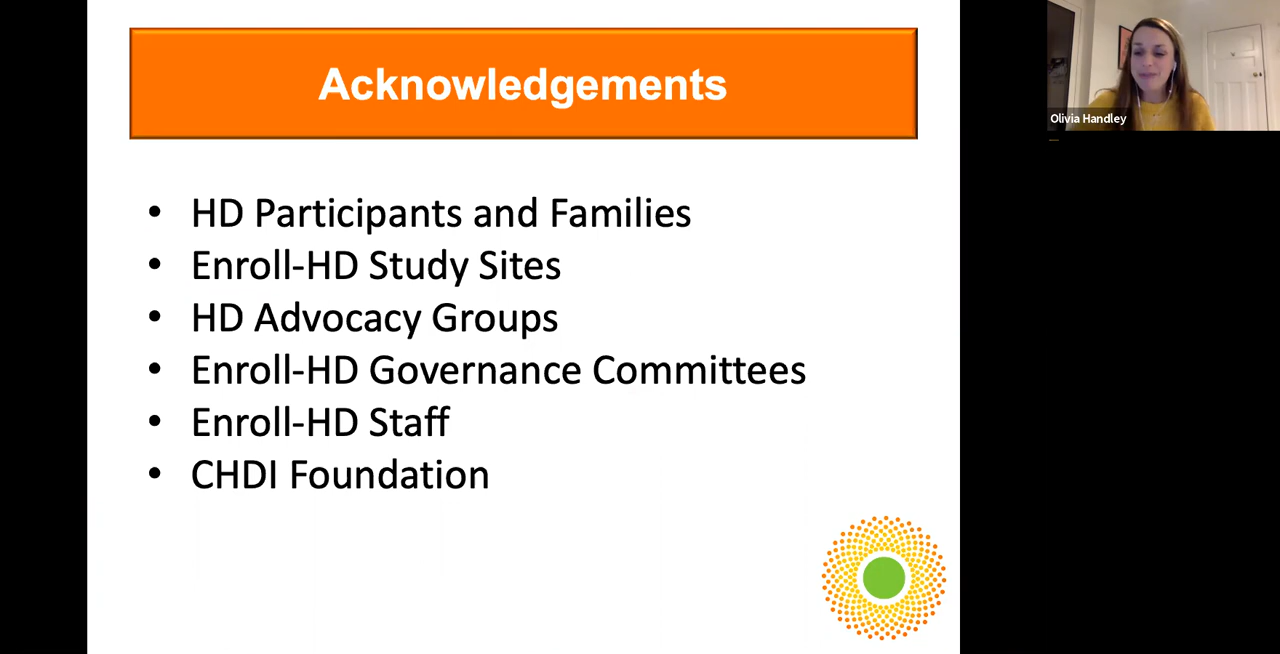 Acknowledgements
Olivia Handley
• HD Participants and Families
• Enroll-HD Study Sites
• HD Advocacy Groups
• Enroll-HD Governance Committees
• Enroll-HD Staff
• CHDI Foundation